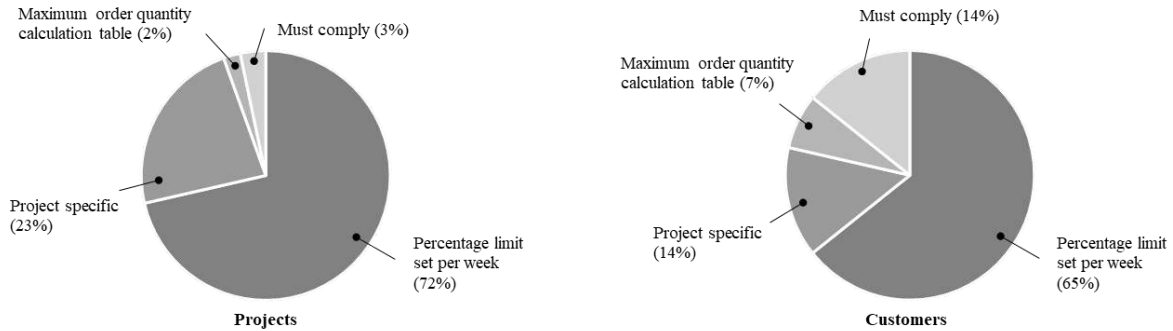 Maximum order quantity
calculation table (2%)
Must comply (3%)
Project specific
(23%)
Percentage limit
set per week
(72%)
Projects
Must comply (14%)
Maximum order quantity
calculation table (7%)
Project specific
(14%)
Percentage limit
set per week
(65%)
Customers